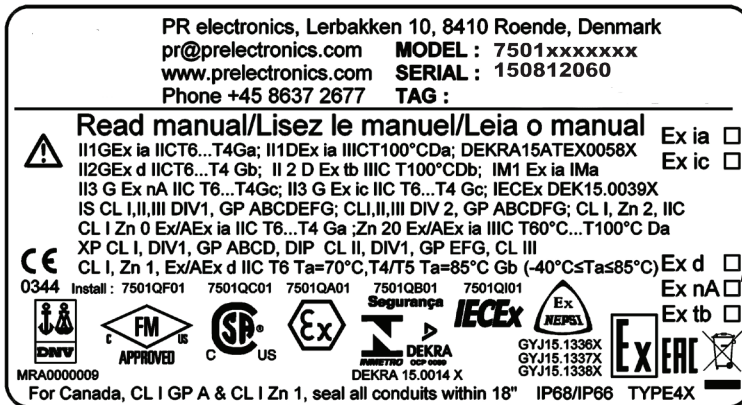 PR electronics, Lerbakken 10, 8410 Roende, Denmark
pr@prelectronics.com MODEL : 7501xxxxxxx
www.prelectronics.com SERIAL : 150812060
Phone +45 8637 2677 TAG :
Read manual/Lisez le manuel/Leia o manual
II1GEx ia IICT6...T4Ga; II1DEx ia IIICT100°CDa; DEKRA15ATEX0058X
Ex ia
II2GEx d IICT6...T4 Gb; II 2 D Ex tb IIIC T100°CDb; IM1 Ex ia IMa
Ex ic
II3 G Ex nA IIC T6...T4Gc; II3 G Ex ic IIC T6...T4 Gc; IECEx DEK15.0039X
IS CL I,II,III DIV1, GP ABCDEFG; CLI,II,III DIV 2, GP ABCDFG; CL I, Zn 2, IIC
CL I Zn 0 Ex/AEx ia IIC T6...T4 Ga ;Zn 20 Ex/AEx ia IIIC T60°C...T100°C Da
XP CL I, DIV1, GP ABCD, DIP CL II, DIV1, GP EFG, CL III
CL I, Zn 1, Ex/AEx d IIC T6 Ta=70°C,T4/T5 Ta=85°C Gb (-40°C≤Ta≤85°C) Ex d
CE
0344 Install : 7501QF01 7501QC01 7501QA01 7501QB01 7501QI01
Ex nA
Ex tb
DNV
MRA0000009
C FM US
APPROVED
CSA®
C US
Ex
Segurança
DEKRA
INMETRO OCP 0089
DEKRA 15.0014 X
IECEx
Ex
NEPSI
GYJ15.1336X
GYJ15.1337X
GYJ15.1338X
Ex
EAC
For Canada, CL I GP A & CL I Zn 1, seal all conduits within 18" IP68/IP66 TYPE4X